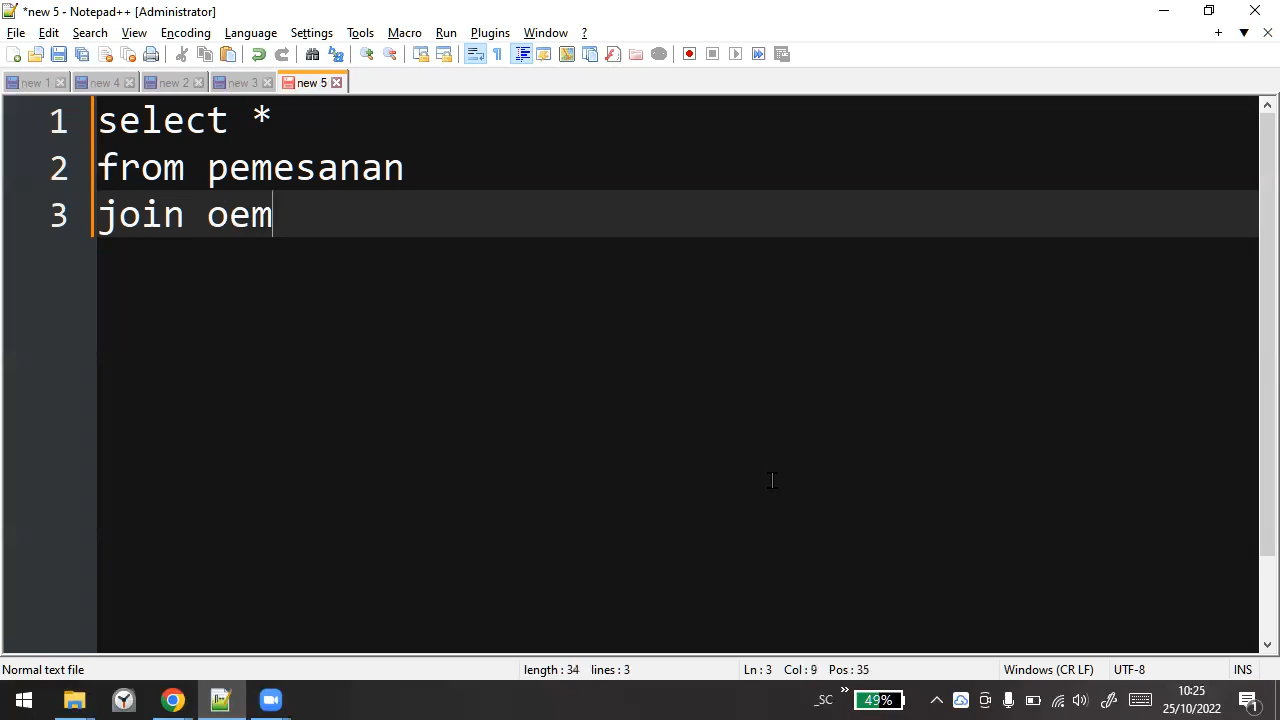 *new 5 - Notepad++ [Administrator]
File Edit Search View Encoding Language Settings Tools Macro Run Plugins Window ?
new 1 new 4 new 2 new 3 new 5
1 select *
2 from pemesanan
3 join oem
Normal text file length : 34 lines : 3 Ln : 3 Col : 9 Pos : 35 Windows (CR LF) UTF-8 INS
_SC 49% 10:25
25/10/2022 1